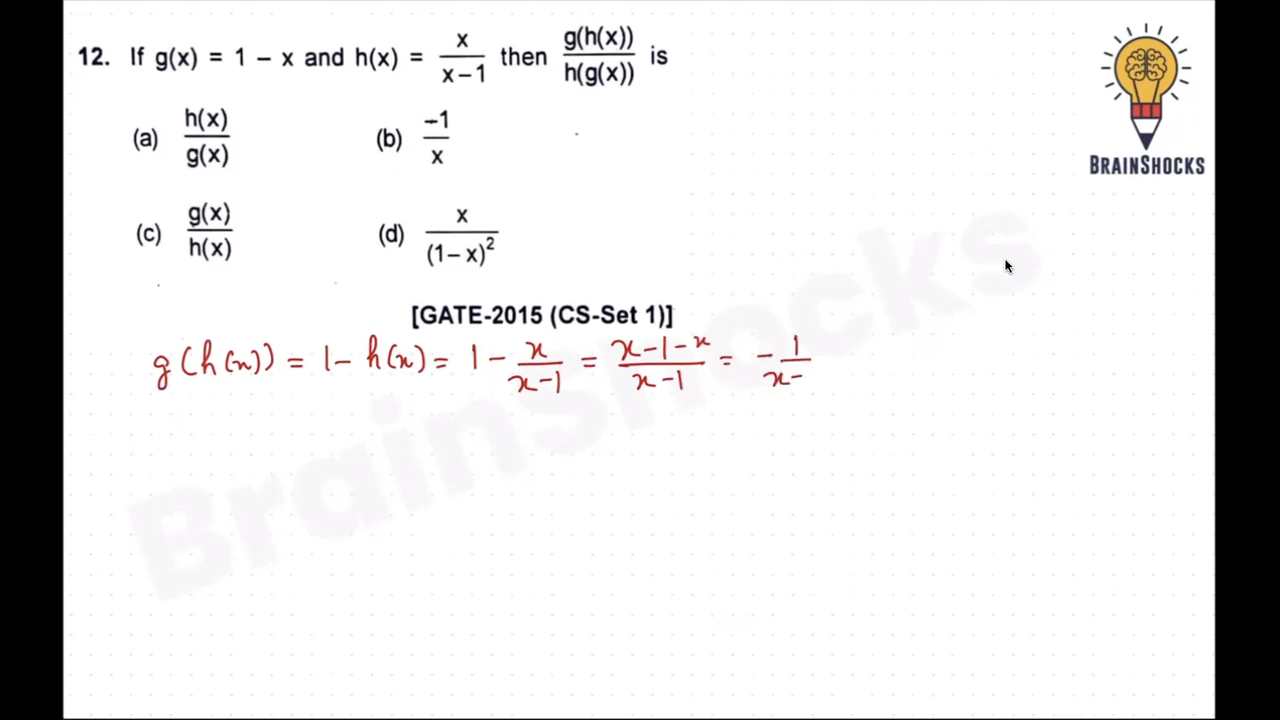 12. If g(x) = 1 − x and h(x) = x/(x−1) then g(h(x))/h(g(x)) is
(a) h(x)/g(x) (b) −1/x
(c) g(x)/h(x) (d) x/(1−x)²
[GATE-2015 (CS-Set 1)]
g(h(x)) = 1 − h(x) = 1 − x/(x−1) = (x−1−x)/(x−1) = −1/(x−
BRAINSHOCKS
BrainShocks